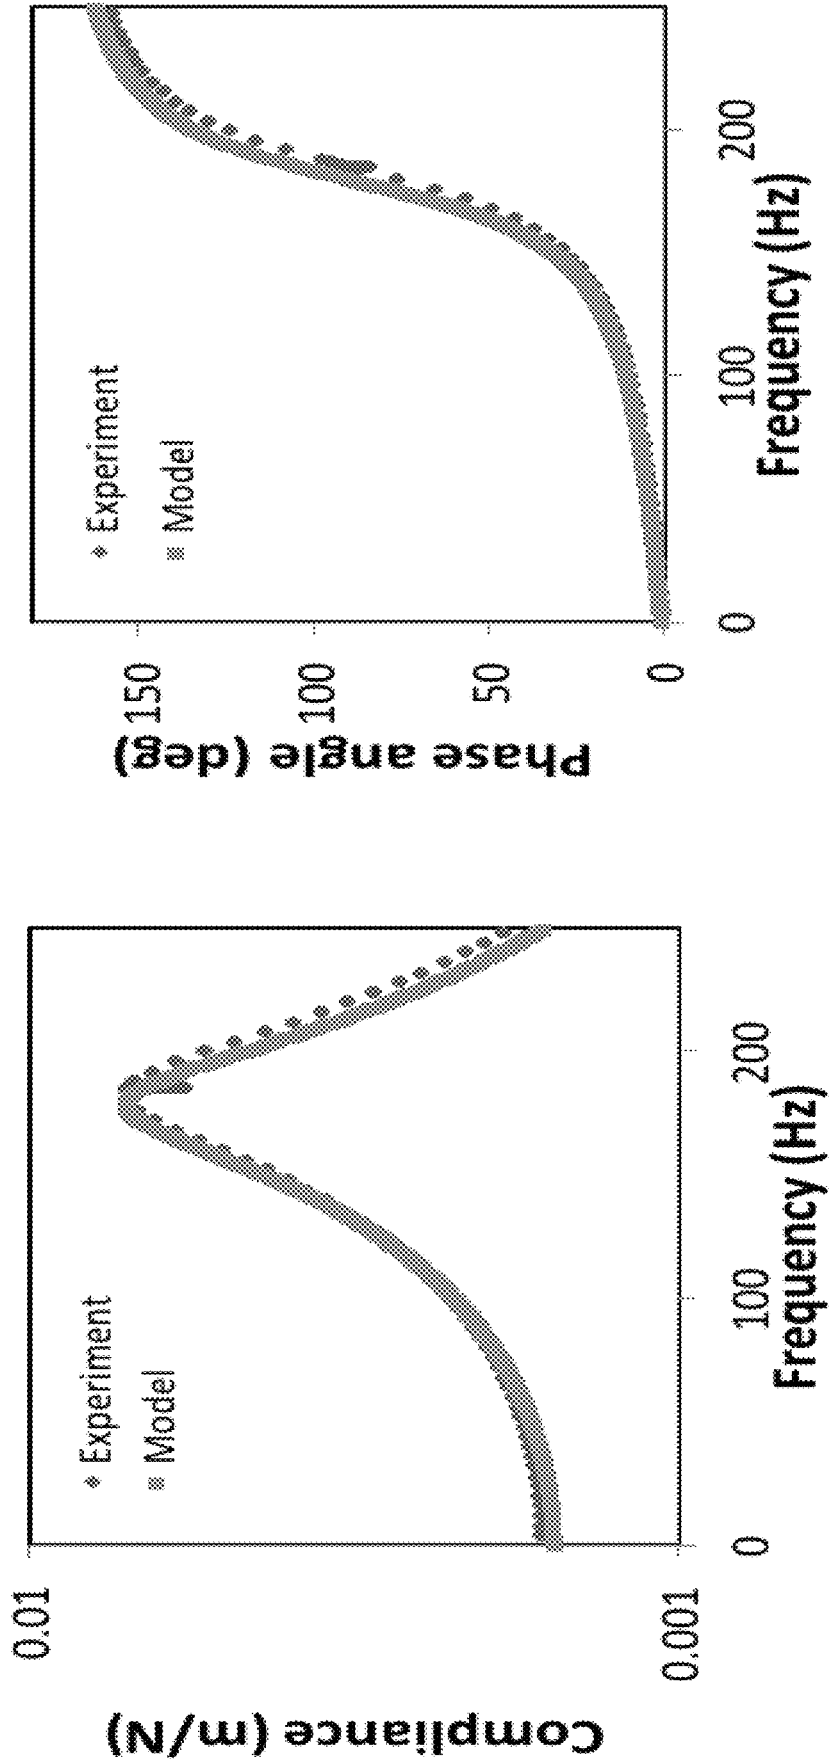 Compliance (m/N)
0.01
0.001
Experiment
Model
0
100
200
Frequency (Hz)
Phase angle (deg)
150
100
50
0
Experiment
Model
0
100
200
Frequency (Hz)